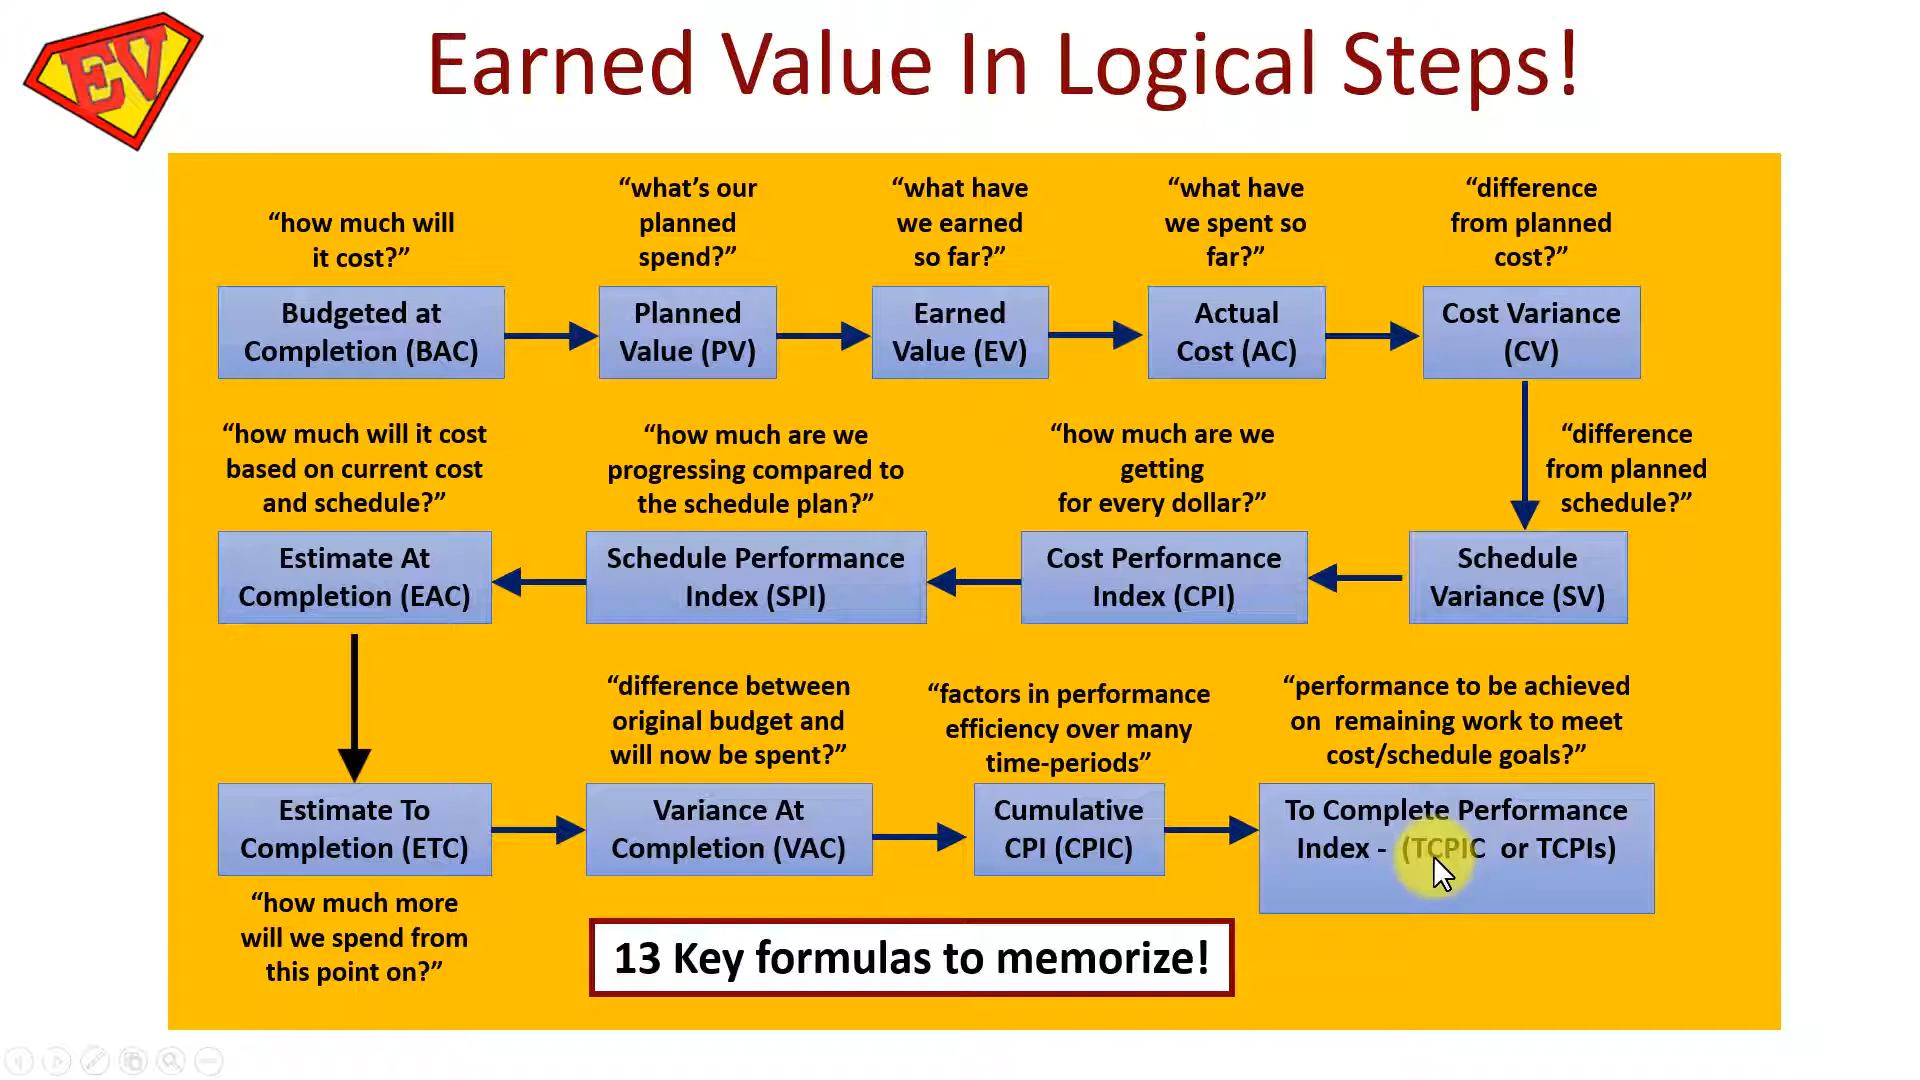 EV
Earned Value In Logical Steps!
“how much will
it cost?”
Budgeted at
Completion (BAC)
“what’s our
planned
spend?”
Planned
Value (PV)
“what have
we earned
so far?”
Earned
Value (EV)
“what have
we spent so
far?”
Actual
Cost (AC)
“difference
from planned
cost?”
Cost Variance
(CV)
“difference
from planned
schedule?”
Schedule
Variance (SV)
“how much are we
getting
for every dollar?”
Cost Performance
Index (CPI)
“how much are we
progressing compared to
the schedule plan?”
Schedule Performance
Index (SPI)
“how much will it cost
based on current cost
and schedule?”
Estimate At
Completion (EAC)
Estimate To
Completion (ETC)
“how much more
will we spend from
this point on?”
“difference between
original budget and
will now be spent?”
Variance At
Completion (VAC)
“factors in performance
efficiency over many
time-periods”
Cumulative
CPI (CPIC)
“performance to be achieved
on remaining work to meet
cost/schedule goals?”
To Complete Performance
Index - (TCPIC or TCPIs)
13 Key formulas to memorize!